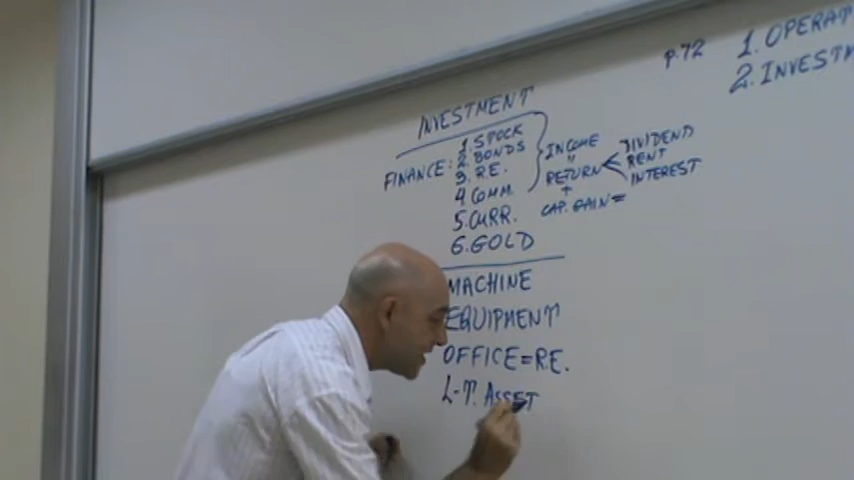 p.72
1. OPERAT
2. INVESTM
INVESTMENT
FINANCE:
1. STOCK
2. BONDS
3. R.E.
4 COMM.
5. CURR.
6. GOLD
INCOME
"
RETURN
+
CAP. GAIN =
DIVIDEND
RENT
INTEREST
MACHINE
EQUIPMENT
OFFICE = R.E.
L-T. ASSET